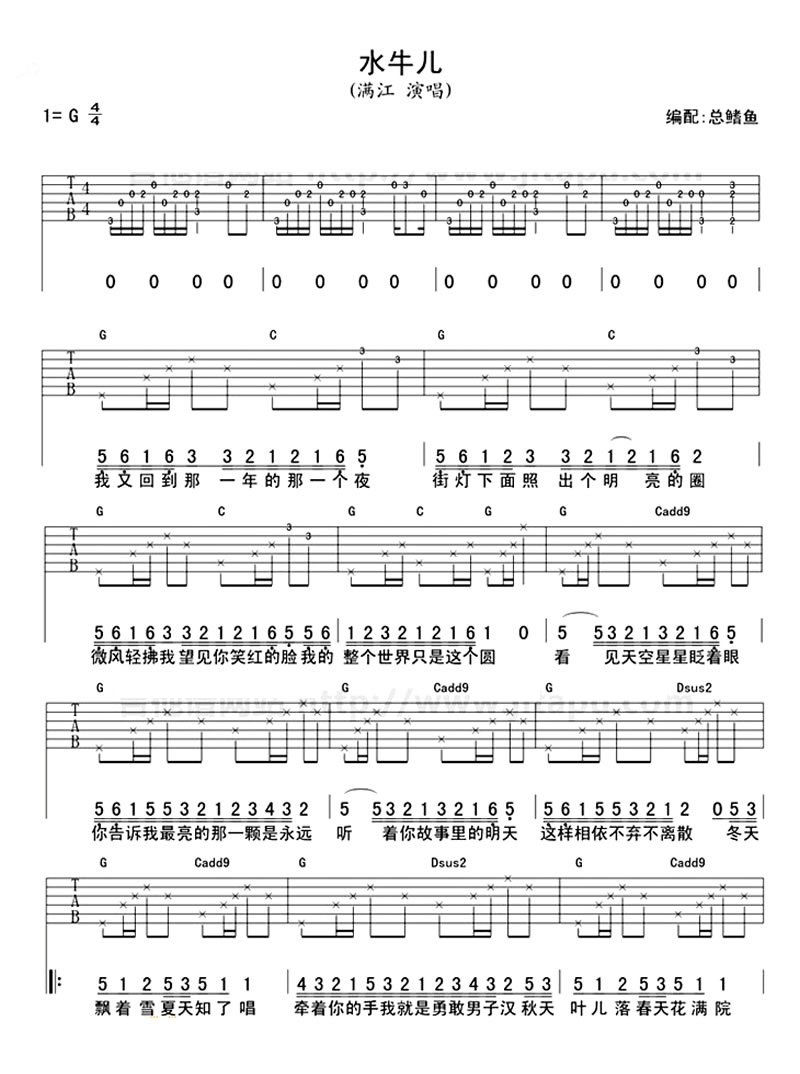 水牛儿
(满江 演唱)
1= G 4/4 编配:总鳍鱼
T A B 4 4
0 0 0 0 0 0 0 0 0 0 0 0 0 0 0 0
G C G C
T A B
5 6 1 6 3 3 2 1 2 1 6 5 5 6 1 2 3 3 2 1 2 1 6 2
我又回到那 一年的那一个夜 街灯下面照 出个明 亮的圈
G C G C G G Cadd9
T A B
5 6 1 6 3 3 2 1 2 1 6 5 5 6 1 2 1 2 1 2 1 6 1 0 5 5 3 2 1 3 2 1 6 5
微风轻拂我望见你笑红的脸我的 整个世界只是这个圆 看 见天空星星眨着眼
G G Cadd9 G Dsus2
T A B
5 6 1 5 5 3 2 1 2 3 4 3 2 5 5 3 2 1 3 2 1 6 5 5 6 1 5 5 3 2 1 2 0 5 3
你告诉我最亮的那一颗是永远 听 着你故事里的明天 这样相依不弃不离散 冬天
G Cadd9 G Dsus2 G Cadd9
T A B
5 1 2 5 3 5 1 1 4 3 2 1 5 3 2 1 2 1 2 1 2 5 3 5 1 2 5 3 5 1 1
飘着雪夏天知了唱 牵着你的手我就是勇敢男子汉秋天 叶儿落春天花满院